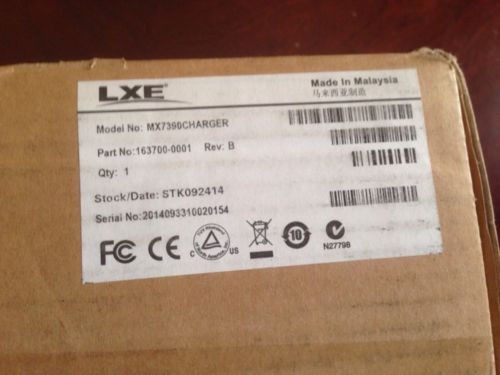 LXE
Made In Malaysia
马来西亚制造
Model No: MX7390CHARGER
Part No:163700-0001 Rev: B
Qty: 1
Stock/Date: STK092414
Serial No:2014093310020154
FC CE C US 10 N27798